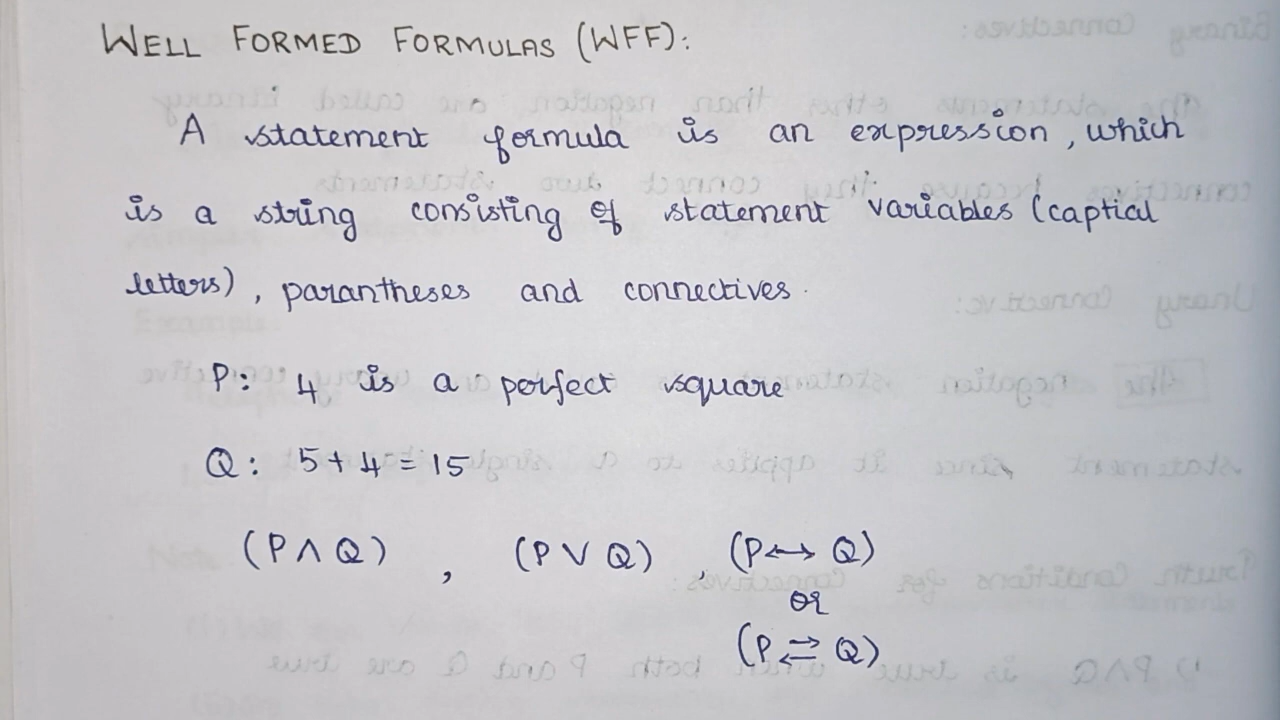 WELL FORMED FORMULAS (WFF):
A statement formula is an expression, which
is a string consisting of statement variables (captial
letters), parantheses and connectives.
P: 4 is a perfect square
Q: 5+4=15
(P∧Q) , (P∨Q) , (P↔Q)
or
(P⇄Q)